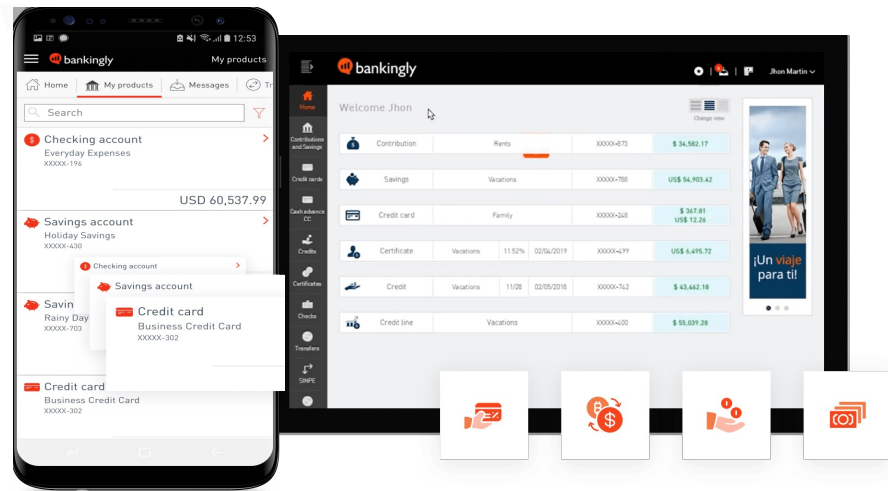 12:53
bankingly
My products
Home
My products
Messages
Tr
Search
Checking account
Everyday Expenses
XXXXX-196
USD 60,537.99
Savings account
Holiday Savings
XXXXX-430
Checking account
Savings account
Savin
Rainy Day
XXXXX-703
Credit card
Business Credit Card
XXXXX-302
Credit card
Business Credit Card
XXXXX-302
bankingly
Jhon Martin
Home
Contributions
and Savings
Credit cards
Cash advance
CC
Credits
Certificates
Checks
Transfers
SINPE
Welcome Jhon
Change view
Contribution Rents XXXXX-873 $ 34,582.17
Savings Vacations XXXXX-788 US$ 54,903.42
Credit card Family XXXXX-248 $ 367.81
US$ 12.26
Certificate Vacations 11.52% 02/04/2019 XXXXX-499 US$ 6,495.72
Credit Vacations 11/28 02/05/2018 XXXXX-742 $ 43,462.18
Credit line Vacations XXXXX-400 $ 55,039.28
¡Un viaje
para ti!